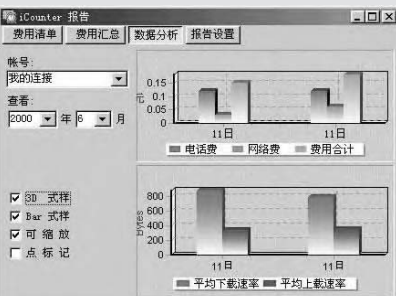 iCounter 报告
费用清单 费用汇总 数据分析 报告设置
帐号:
我的连接
查看:
2000 年 6 月
3D 式样
Bar 式样
可 缩 放
点 标 记
元
0.15
0.1
0.05
0
11日 11日
电话费 网络费 费用合计
Bytes
800
600
400
200
0
11日 11日
平均下载速率 平均上载速率